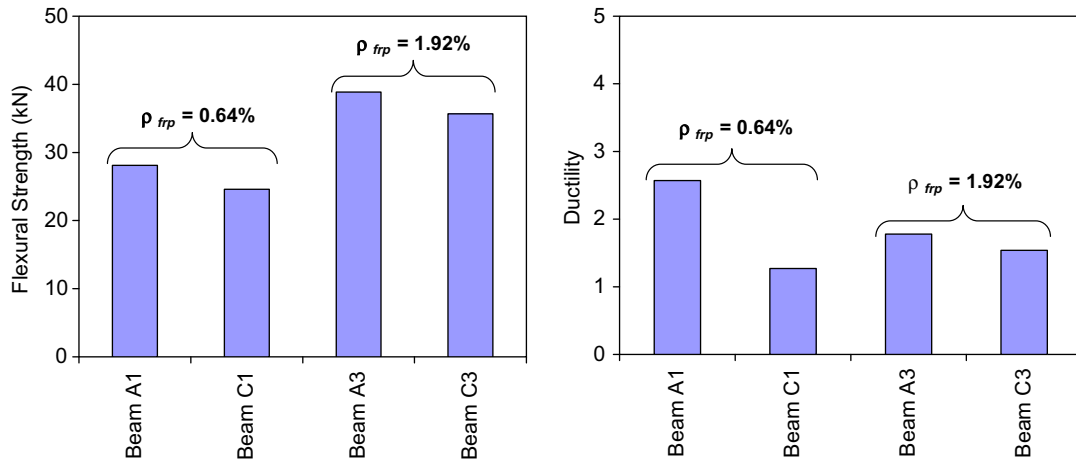 50
40
30
20
10
0
Flexural Strength (kN)
ρ frp = 0.64%
ρ frp = 1.92%
Beam A1
Beam C1
Beam A3
Beam C3
5
4
3
2
1
0
Ductility
ρ frp = 0.64%
ρ frp = 1.92%
Beam A1
Beam C1
Beam A3
Beam C3